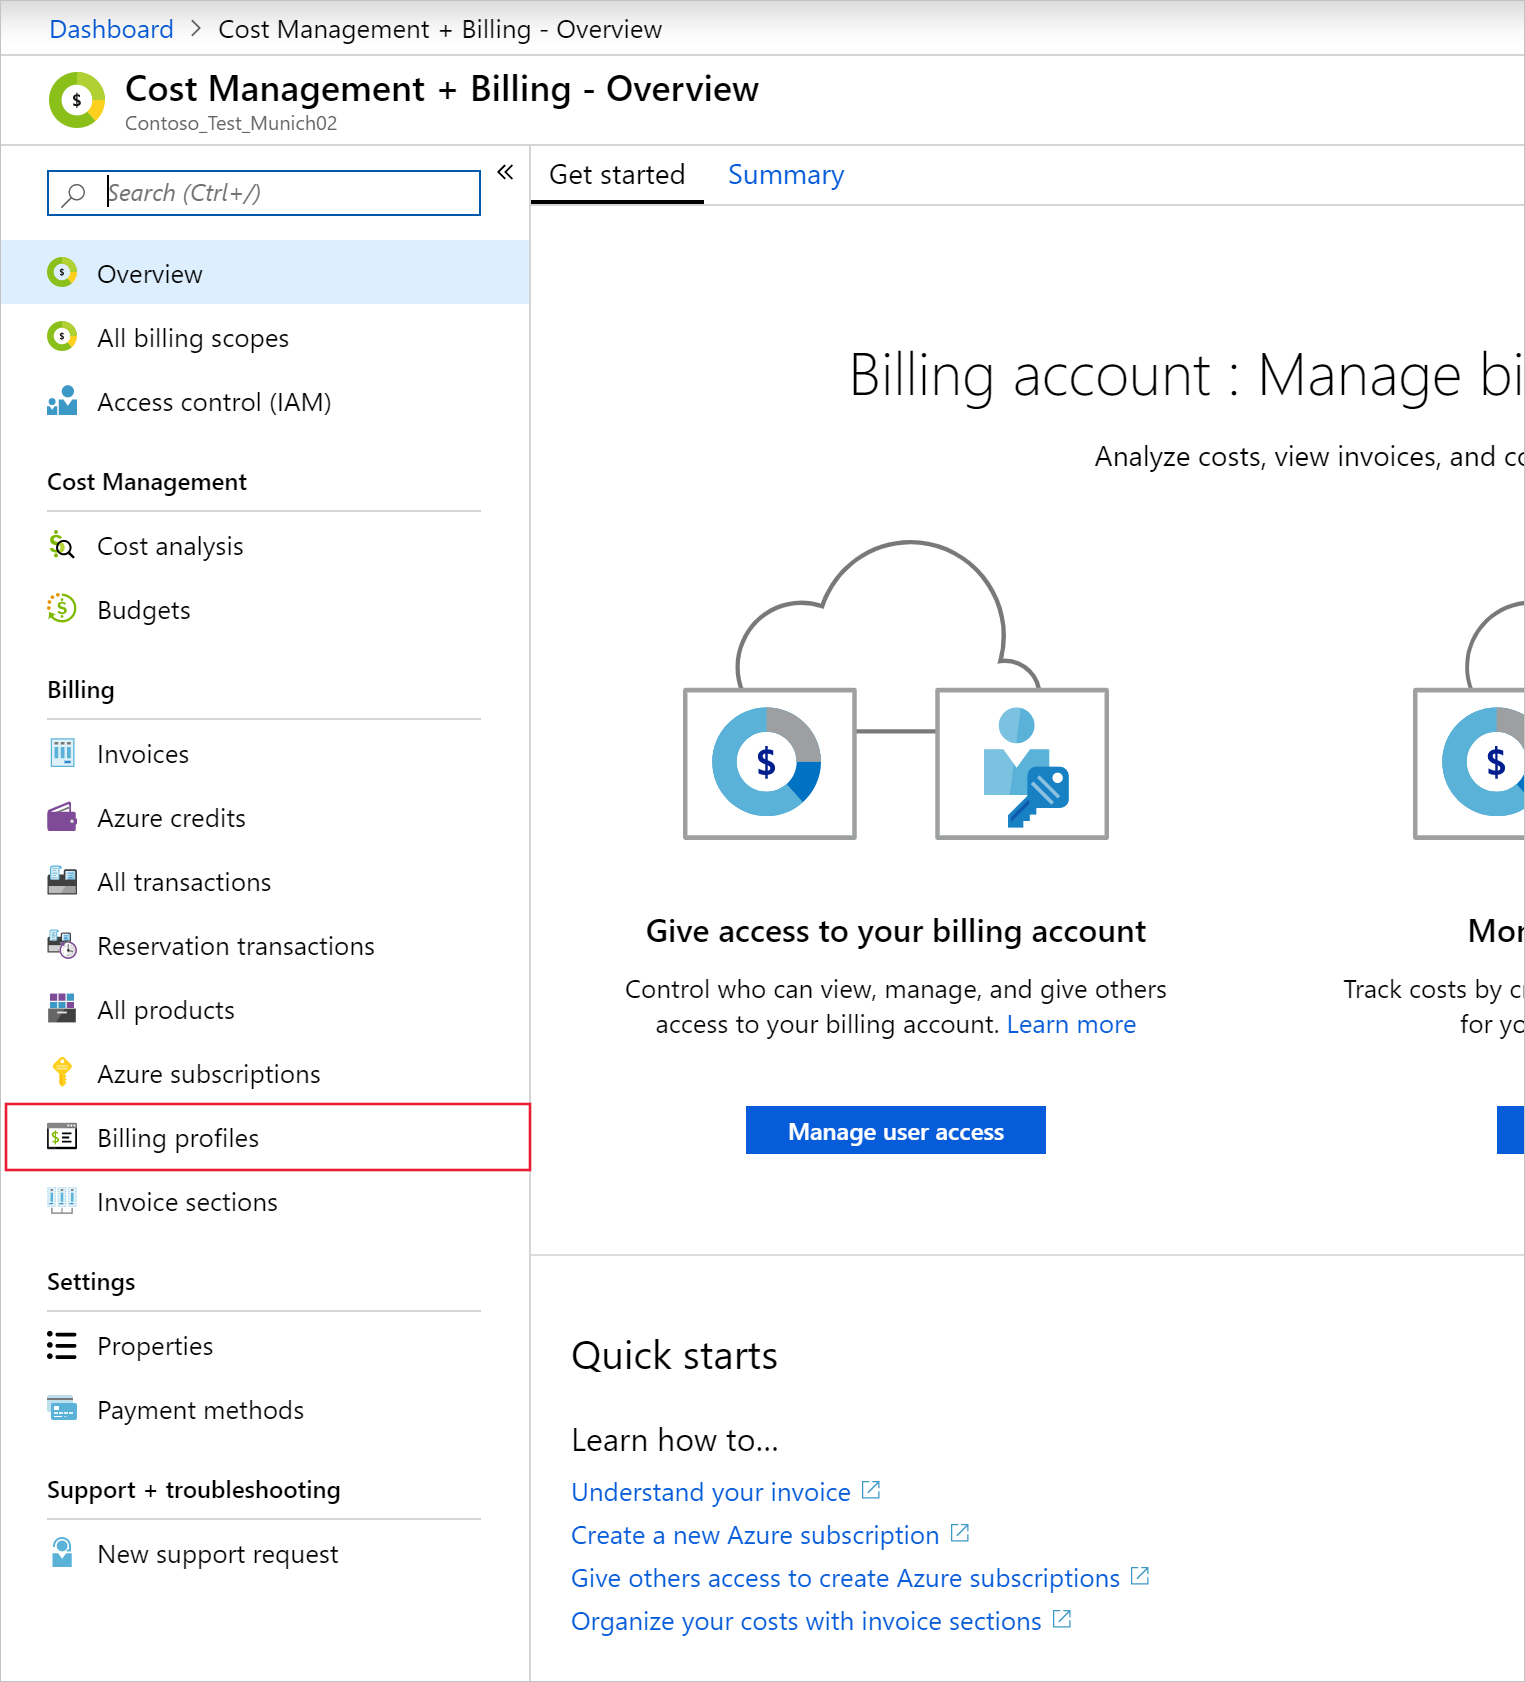 Dashboard > Cost Management + Billing - Overview
Cost Management + Billing - Overview
Contoso_Test_Munich02
Search (Ctrl+/)
«
Overview
All billing scopes
Access control (IAM)
Cost Management
Cost analysis
Budgets
Billing
Invoices
Azure credits
All transactions
Reservation transactions
All products
Azure subscriptions
Billing profiles
Invoice sections
Settings
Properties
Payment methods
Support + troubleshooting
New support request
Get started Summary
Billing account : Manage bi
Analyze costs, view invoices, and co
$ $
Give access to your billing account
Control who can view, manage, and give others
access to your billing account. Learn more
Manage user access
Mor
Track costs by c
for yo
Quick starts
Learn how to...
Understand your invoice
Create a new Azure subscription
Give others access to create Azure subscriptions
Organize your costs with invoice sections